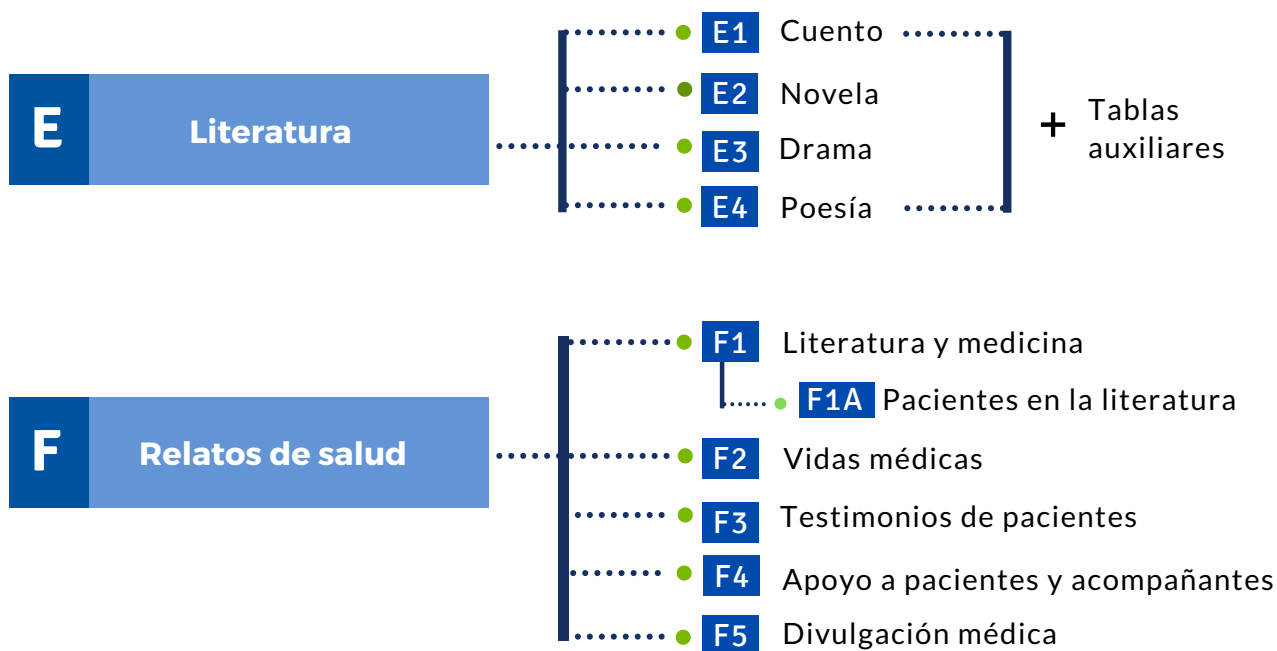 E Literatura
E1 Cuento
E2 Novela
E3 Drama
E4 Poesía
+ Tablas
auxiliares
F Relatos de salud
F1 Literatura y medicina
F1A Pacientes en la literatura
F2 Vidas médicas
F3 Testimonios de pacientes
F4 Apoyo a pacientes y acompañantes
F5 Divulgación médica